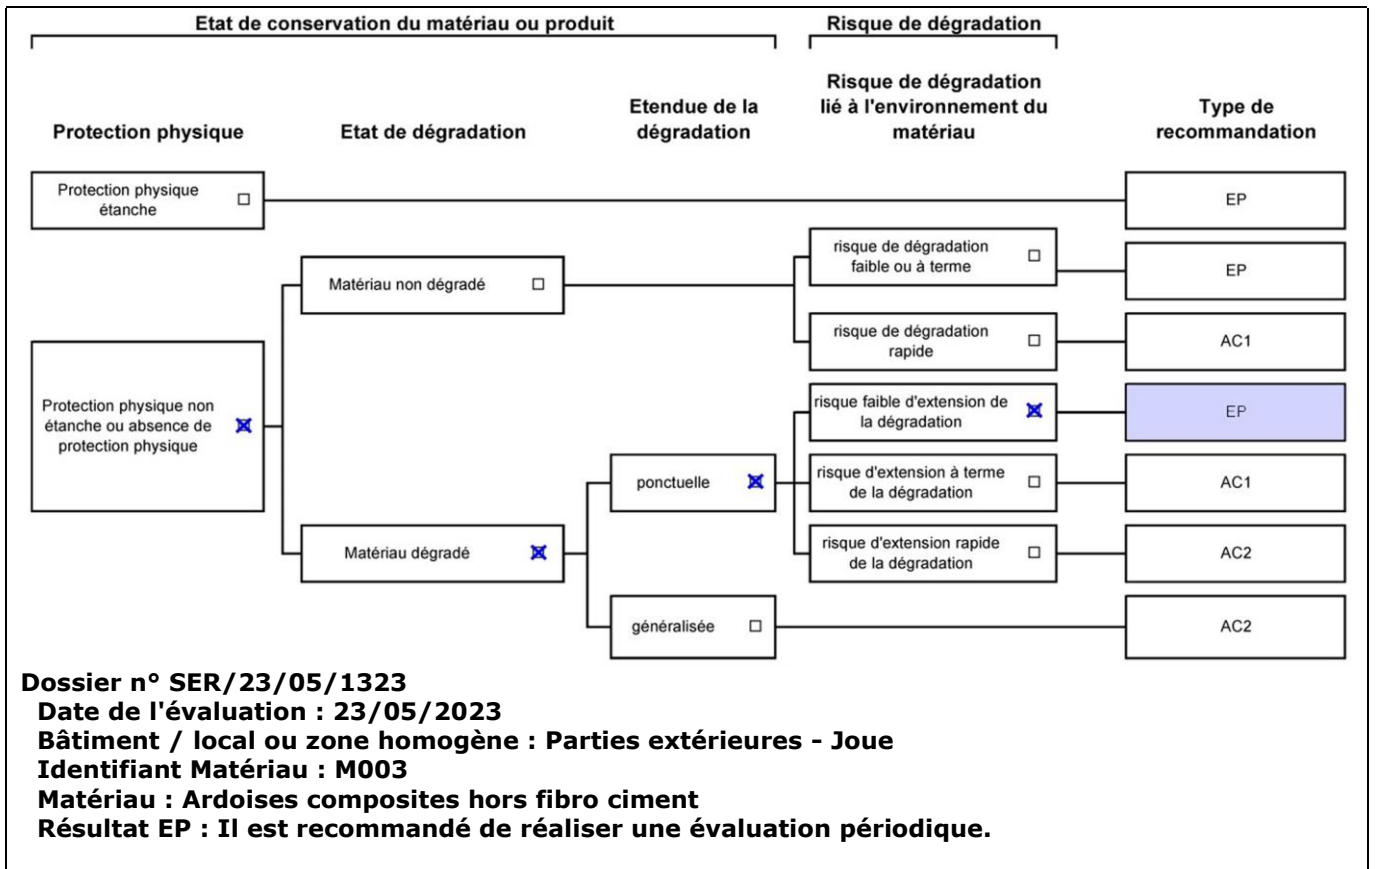 Etat de conservation du matériau ou produit
Risque de dégradation
Protection physique
Etat de dégradation
Etendue de la
dégradation
Risque de dégradation
lié à l'environnement du
matériau
Type de
recommandation
Protection physique
étanche
EP
risque de dégradation
faible ou à terme
EP
Matériau non dégradé
risque de dégradation
rapide
AC1
Protection physique non
étanche ou absence de
protection physique
risque faible d'extension de
la dégradation
EP
ponctuelle
risque d'extension à terme
de la dégradation
AC1
Matériau dégradé
risque d'extension rapide
de la dégradation
AC2
généralisée
AC2
Dossier n° SER/23/05/1323
Date de l'évaluation : 23/05/2023
Bâtiment / local ou zone homogène : Parties extérieures - Joue
Identifiant Matériau : M003
Matériau : Ardoises composites hors fibro ciment
Résultat EP : Il est recommandé de réaliser une évaluation périodique.